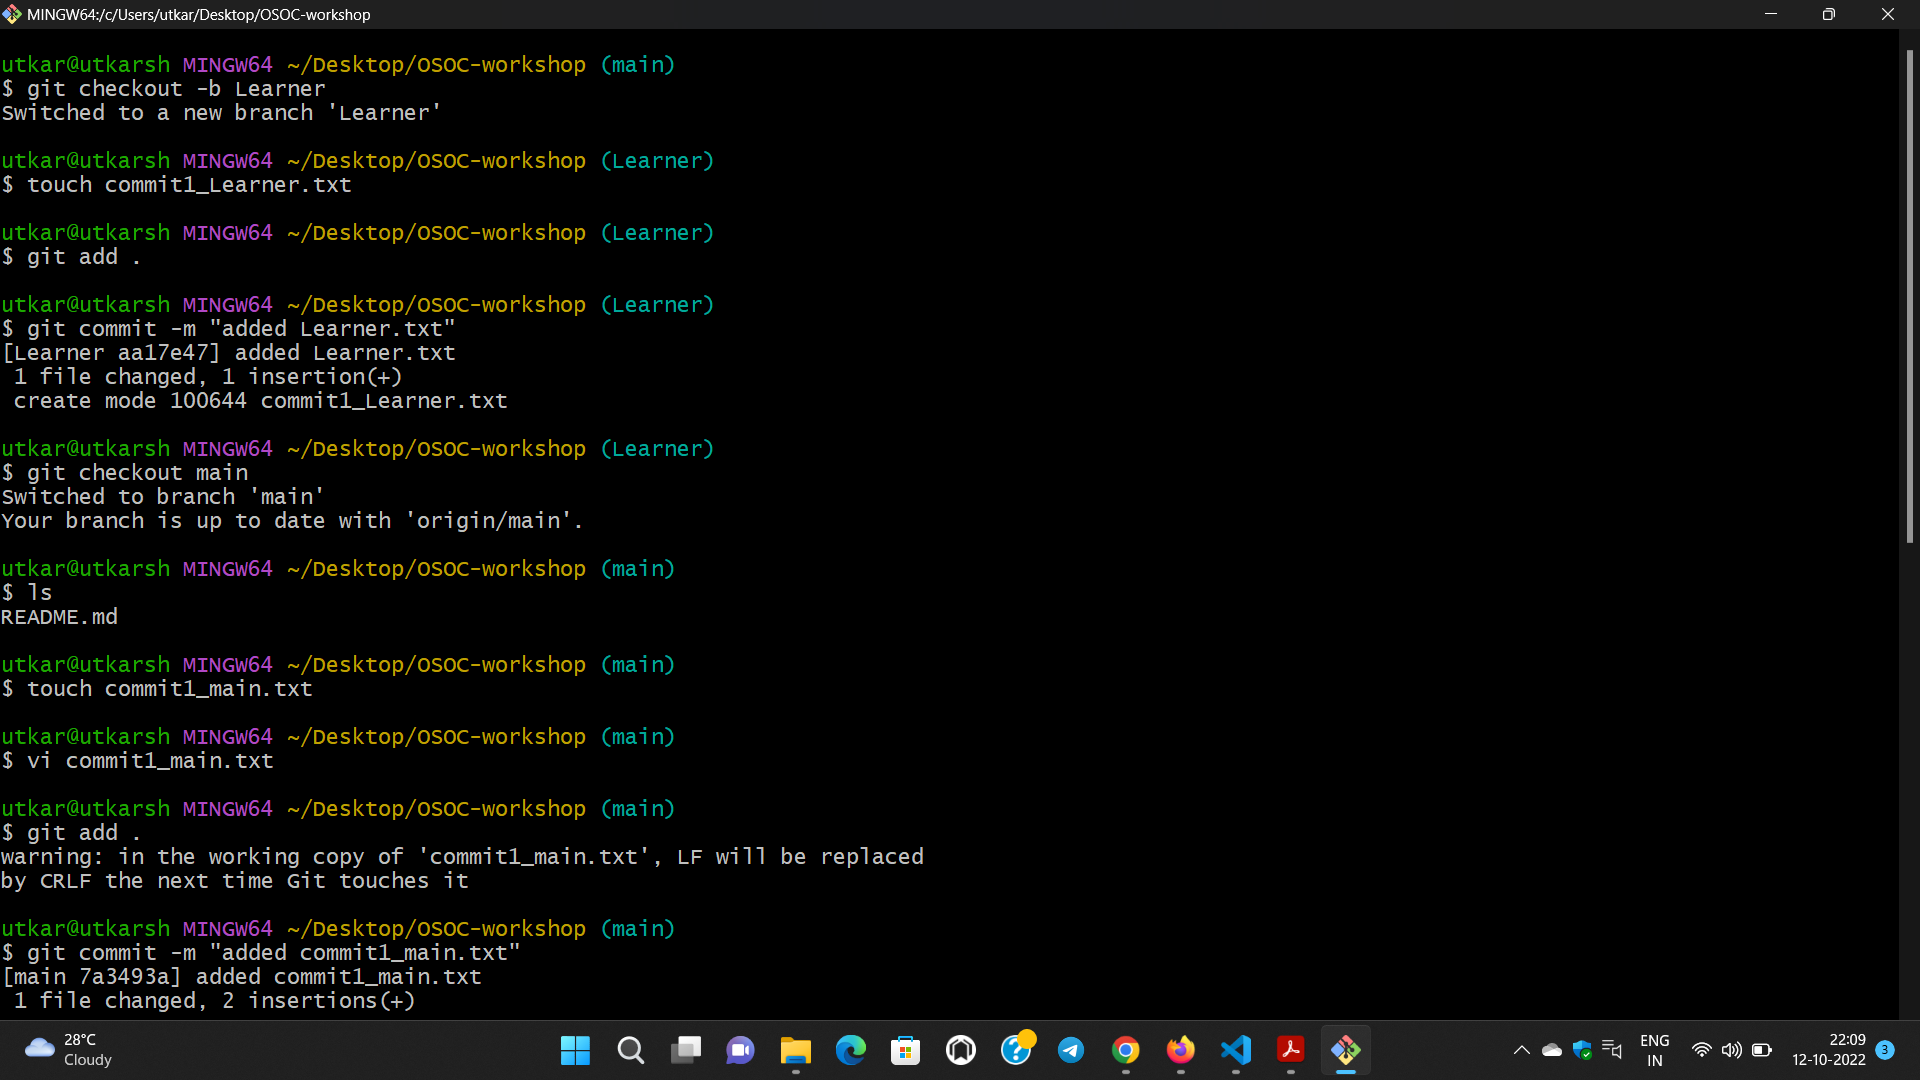 MINGW64:/c/Users/utkar/Desktop/OSOC-workshop
utkar@utkarsh MINGW64 ~/Desktop/OSOC-workshop (main)
$ git checkout -b Learner
Switched to a new branch 'Learner'
utkar@utkarsh MINGW64 ~/Desktop/OSOC-workshop (Learner)
$ touch commit1_Learner.txt
utkar@utkarsh MINGW64 ~/Desktop/OSOC-workshop (Learner)
$ git add .
utkar@utkarsh MINGW64 ~/Desktop/OSOC-workshop (Learner)
$ git commit -m "added Learner.txt"
[Learner aa17e47] added Learner.txt
 1 file changed, 1 insertion(+)
 create mode 100644 commit1_Learner.txt
utkar@utkarsh MINGW64 ~/Desktop/OSOC-workshop (Learner)
$ git checkout main
Switched to branch 'main'
Your branch is up to date with 'origin/main'.
utkar@utkarsh MINGW64 ~/Desktop/OSOC-workshop (main)
$ ls
README.md
utkar@utkarsh MINGW64 ~/Desktop/OSOC-workshop (main)
$ touch commit1_main.txt
utkar@utkarsh MINGW64 ~/Desktop/OSOC-workshop (main)
$ vi commit1_main.txt
utkar@utkarsh MINGW64 ~/Desktop/OSOC-workshop (main)
$ git add .
warning: in the working copy of 'commit1_main.txt', LF will be replaced
by CRLF the next time Git touches it
utkar@utkarsh MINGW64 ~/Desktop/OSOC-workshop (main)
$ git commit -m "added commit1_main.txt"
[main 7a3493a] added commit1_main.txt
 1 file changed, 2 insertions(+)
28°C
Cloudy
ENG
IN
22:09
12-10-2022
3